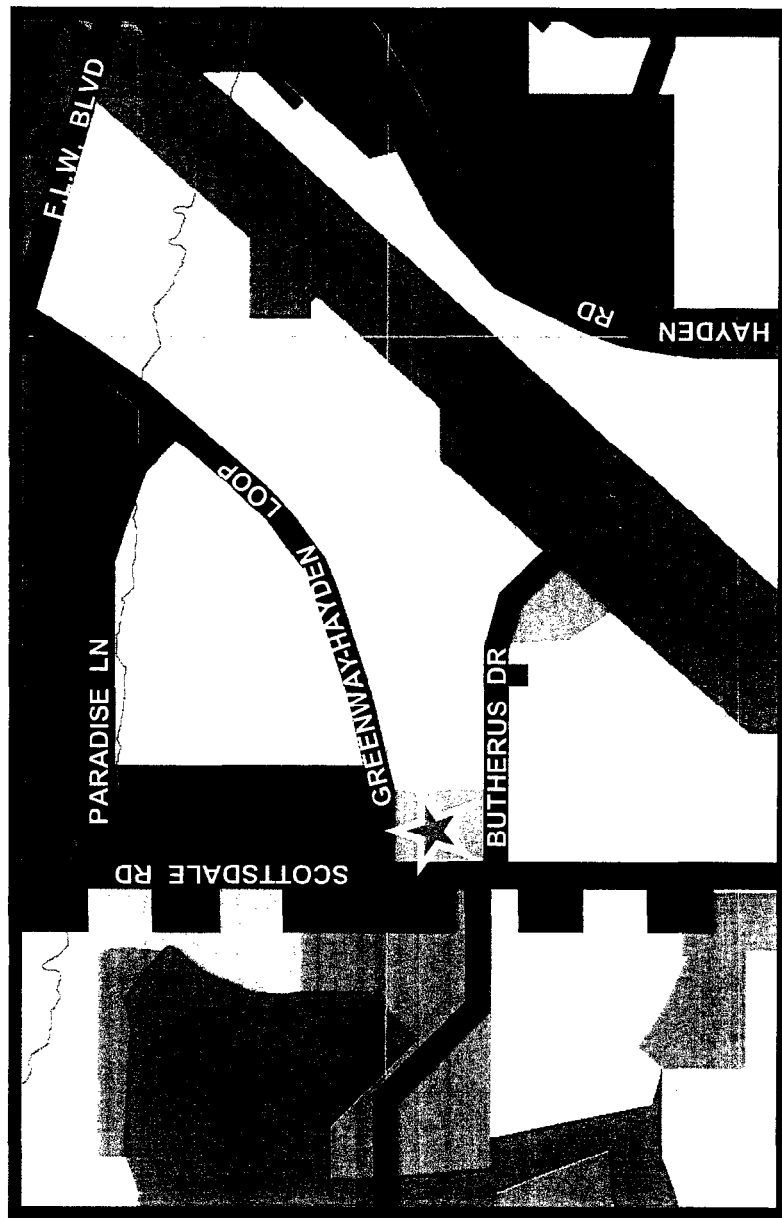 F.L.W. BLVD
HAYDEN RD
GREENWAY-HAYDEN LOOP
PARADISE LN
BUTHERUS DR
SCOTTSDALE RD